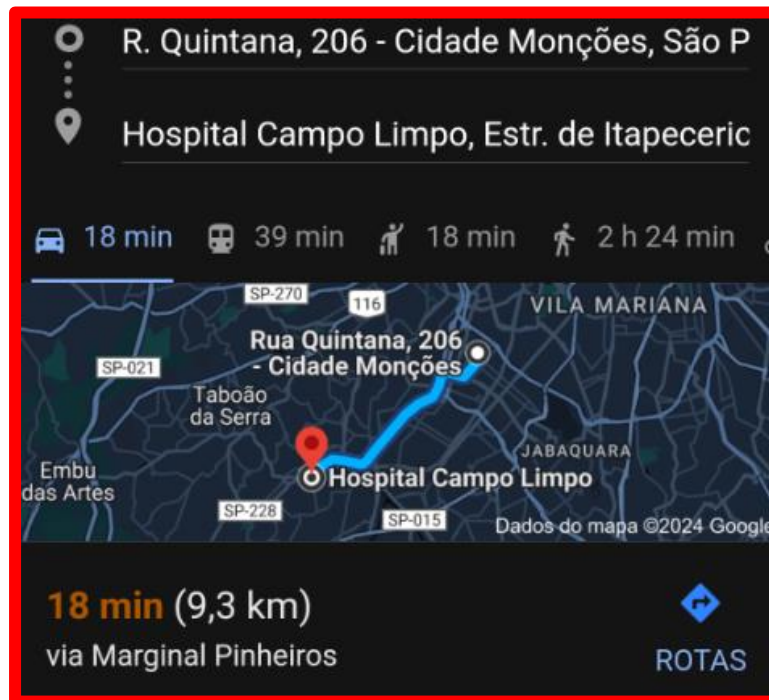 R. Quintana, 206 - Cidade Monções, São P
Hospital Campo Limpo, Estr. de Itapeceric
18 min 39 min 18 min 2 h 24 min
SP-270
116
VILA MARIANA
Rua Quintana, 206
- Cidade Monções
SP-021
Taboão
da Serra
JABAQUARA
Embu
das Artes
Hospital Campo Limpo
SP-228
SP-015
Dados do mapa ©2024 Google
18 min (9,3 km)
via Marginal Pinheiros
ROTAS